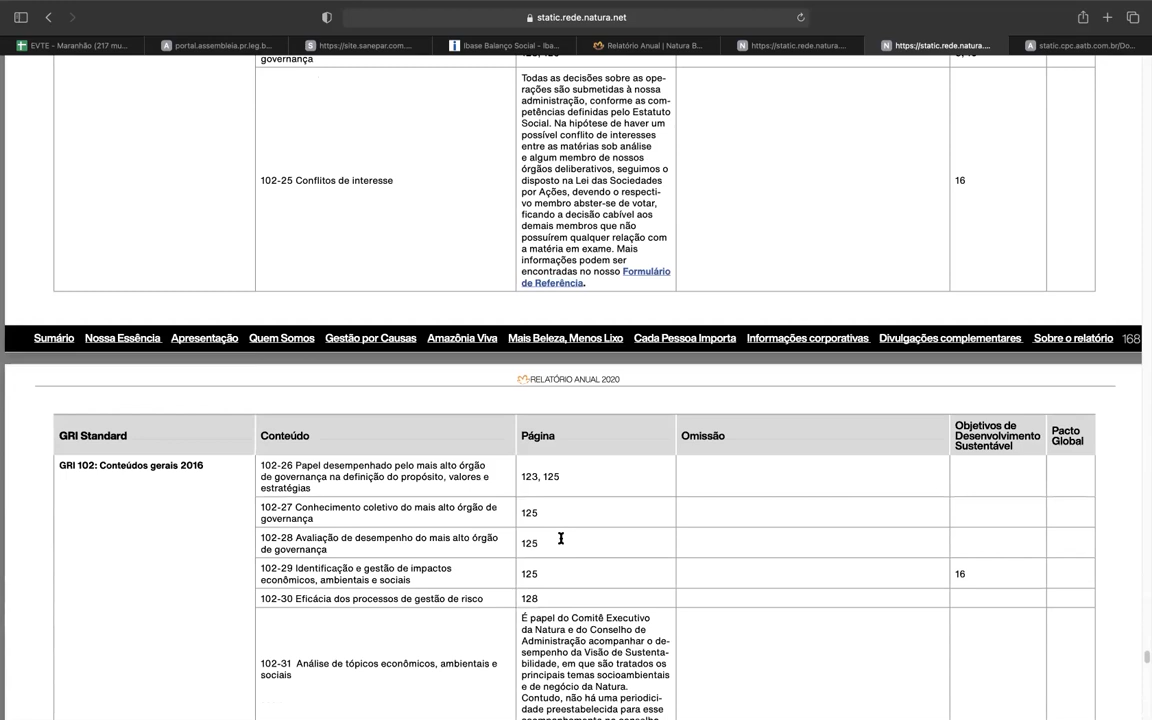 static.rede.natura.net
EVTE - Maranhão (217 mu...
portal.assembleia.pr.leg.b...
https://site.sanepar.com....
Ibase Balanço Social - Iba...
Relatório Anual | Natura B...
https://static.rede.natura....
https://static.rede.natura....
static.cpc.aatb.com.br/Do...
governança
Todas as decisões sobre as ope-
rações são submetidas à nossa
administração, conforme as com-
petências definidas pelo Estatuto
Social. Na hipótese de haver um
possível conflito de interesses
entre as matérias sob análise
e algum membro de nossos
órgãos deliberativos, seguimos o
disposto na Lei das Sociedades
por Ações, devendo o respecti-
vo membro abster-se de votar,
ficando a decisão cabível aos
demais membros que não
possuírem qualquer relação com
a matéria em exame. Mais
informações podem ser
encontradas no nosso Formulário
de Referência.
102-25 Conflitos de interesse
16
Sumário Nossa Essência Apresentação Quem Somos Gestão por Causas Amazônia Viva Mais Beleza, Menos Lixo Cada Pessoa Importa Informações corporativas Divulgações complementares Sobre o relatório 168
RELATÓRIO ANUAL 2020
GRI Standard
Conteúdo
Página
Omissão
Objetivos de
Desenvolvimento
Sustentável
Pacto
Global
GRI 102: Conteúdos gerais 2016
102-26 Papel desempenhado pelo mais alto órgão
de governança na definição do propósito, valores e
estratégias
123, 125
102-27 Conhecimento coletivo do mais alto órgão de
governança
125
102-28 Avaliação de desempenho do mais alto órgão
de governança
125
102-29 Identificação e gestão de impactos
econômicos, ambientais e sociais
125
16
102-30 Eficácia dos processos de gestão de risco
128
102-31 Análise de tópicos econômicos, ambientais e
sociais
É papel do Comitê Executivo
da Natura e do Conselho de
Administração acompanhar o de-
sempenho da Visão de Sustenta-
bilidade, em que são tratados os
principais temas socioambientais
e de negócio da Natura.
Contudo, não há uma periodici-
dade preestabelecida para esse